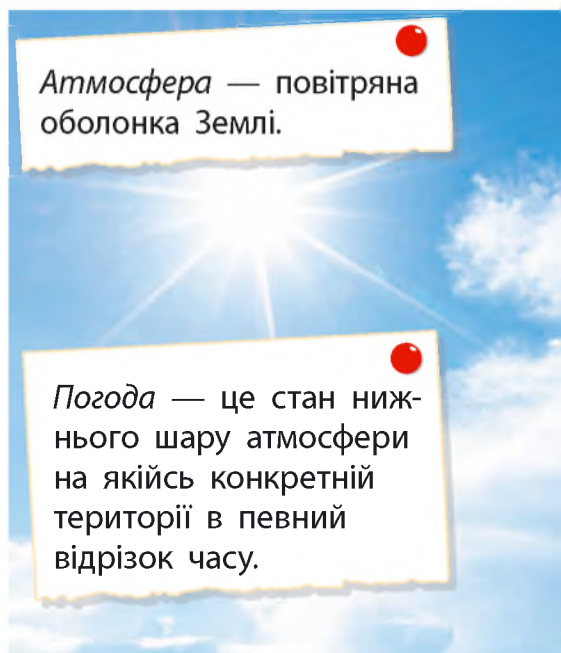 Атмосфера — повітряна
оболонка Землі.
Погода — це стан ниж-
нього шару атмосфери
на якійсь конкретній
території в певний
відрізок часу.